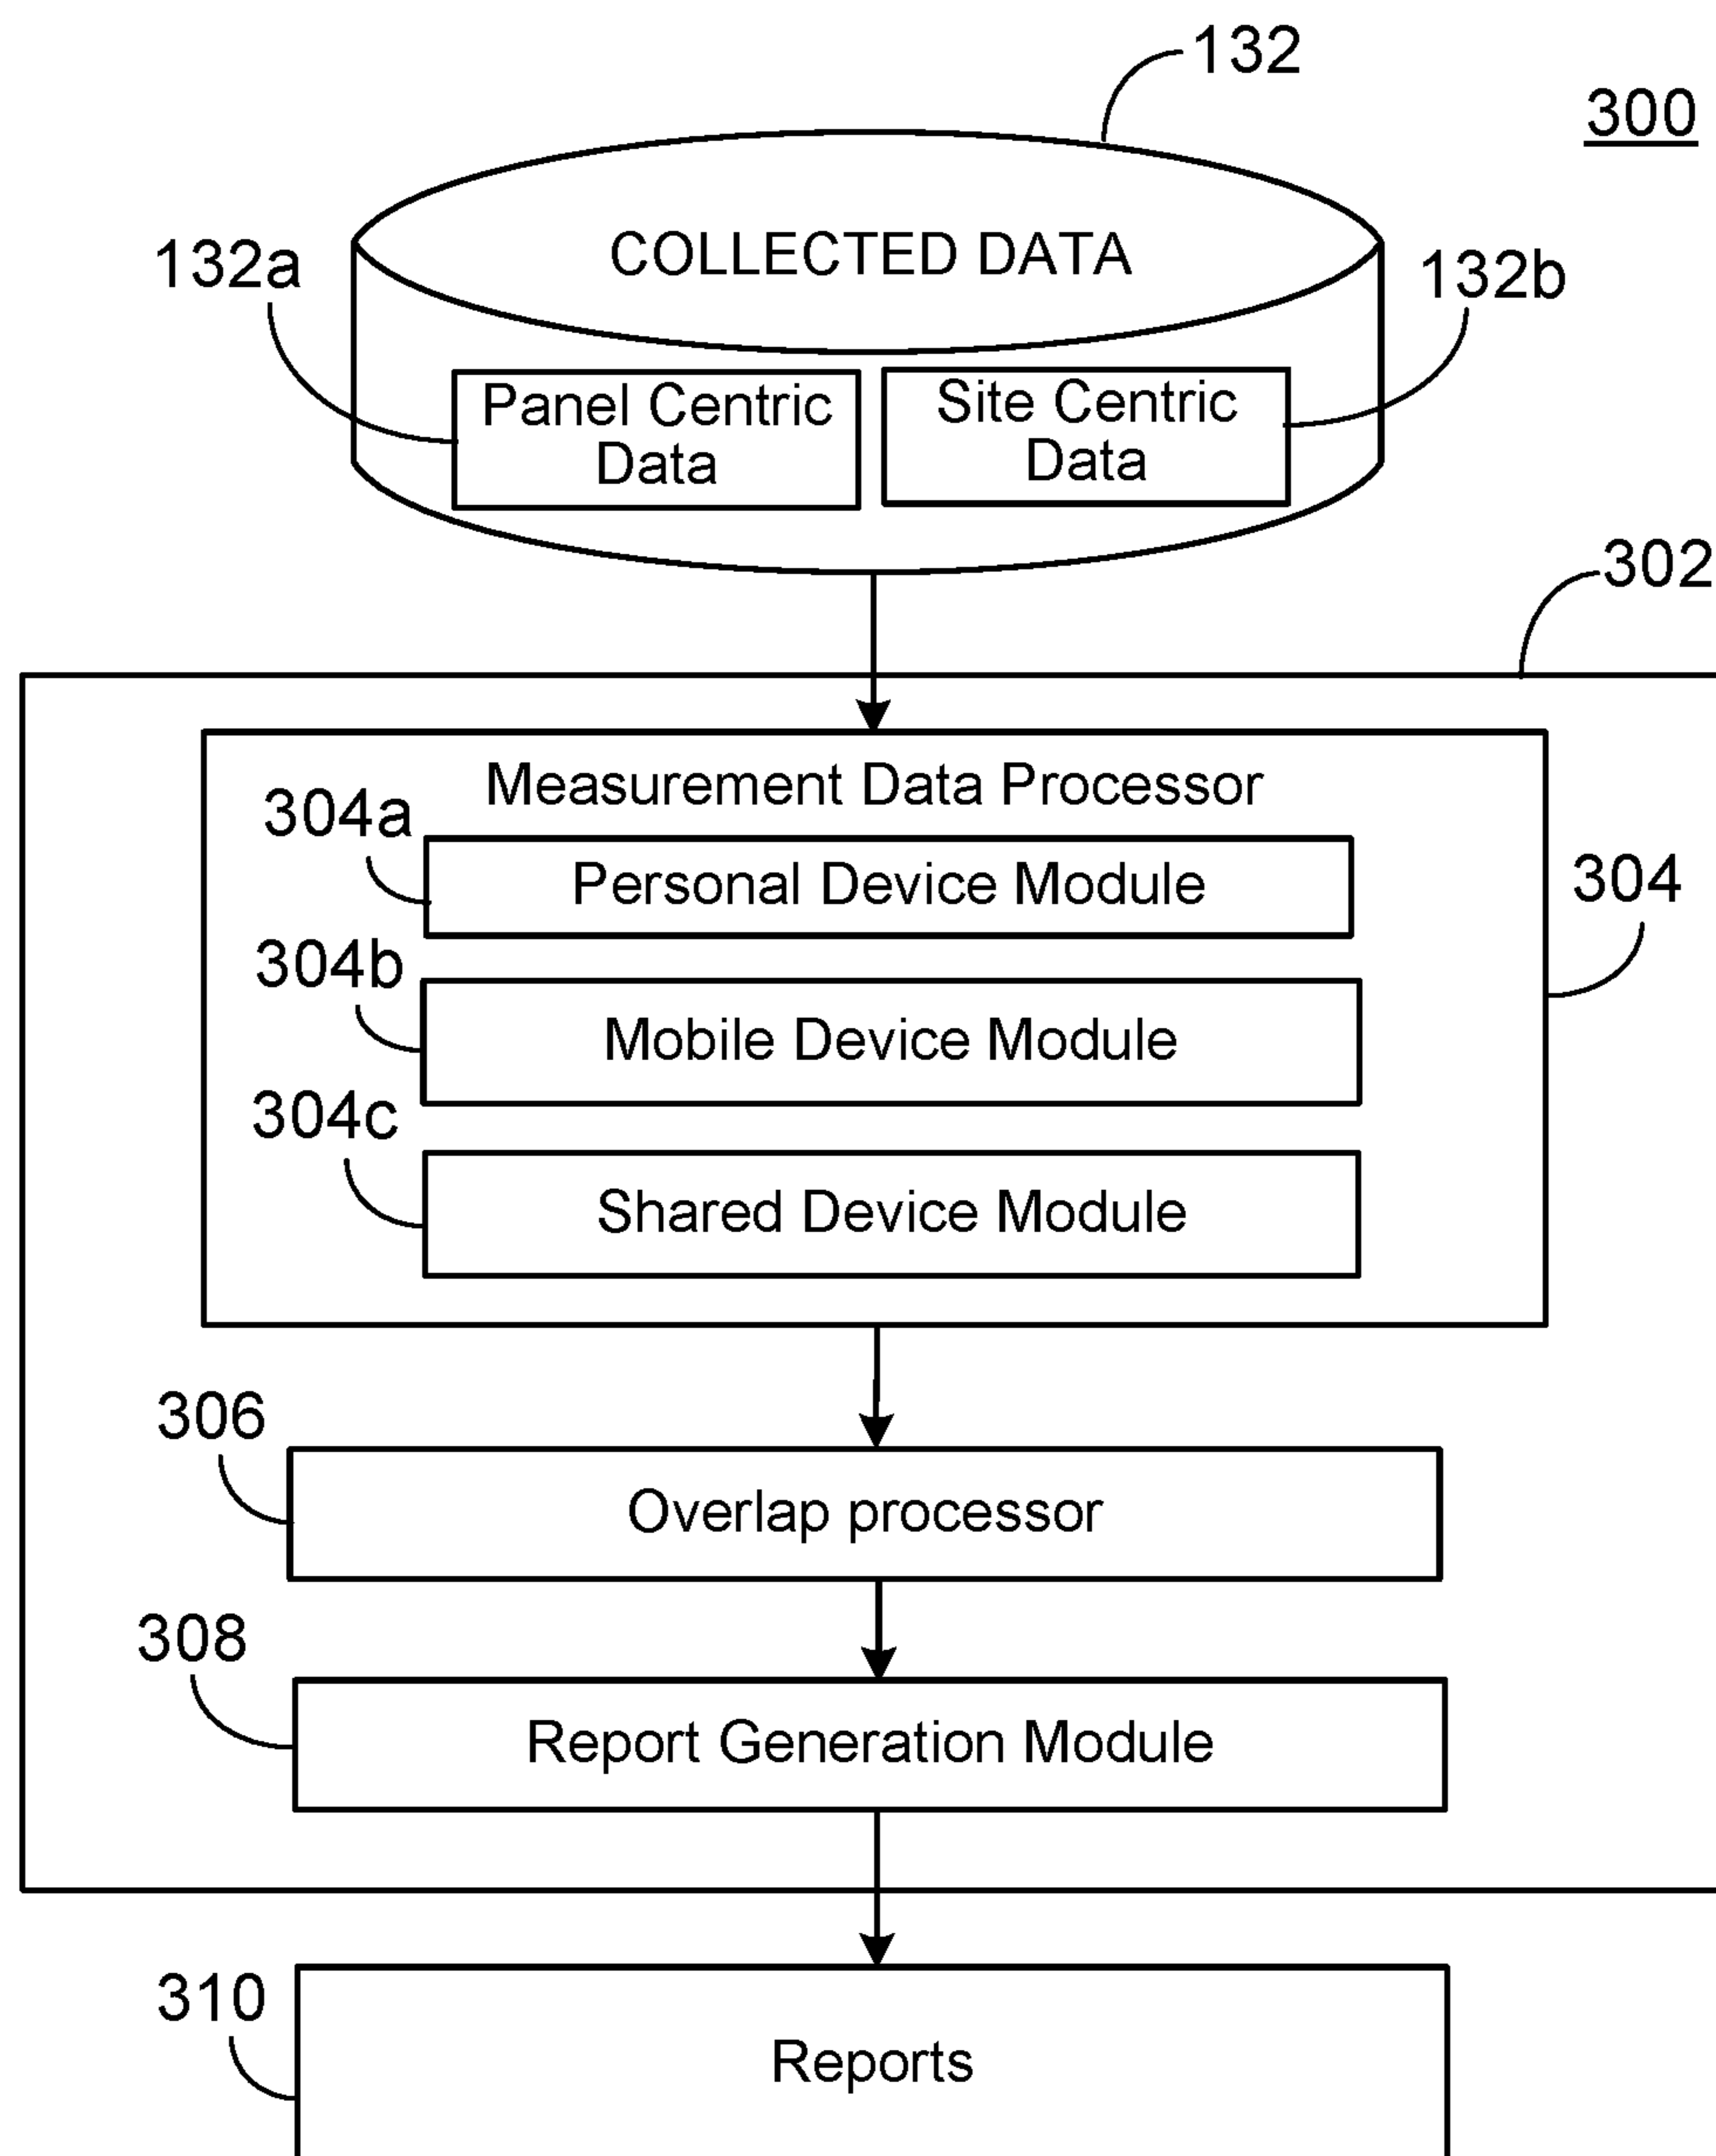 132
300
COLLECTED DATA
132a
132b
Panel Centric
Data
Site Centric
Data
302
Measurement Data Processor
304a
Personal Device Module
304
304b
Mobile Device Module
304c
Shared Device Module
306
Overlap processor
308
Report Generation Module
310
Reports